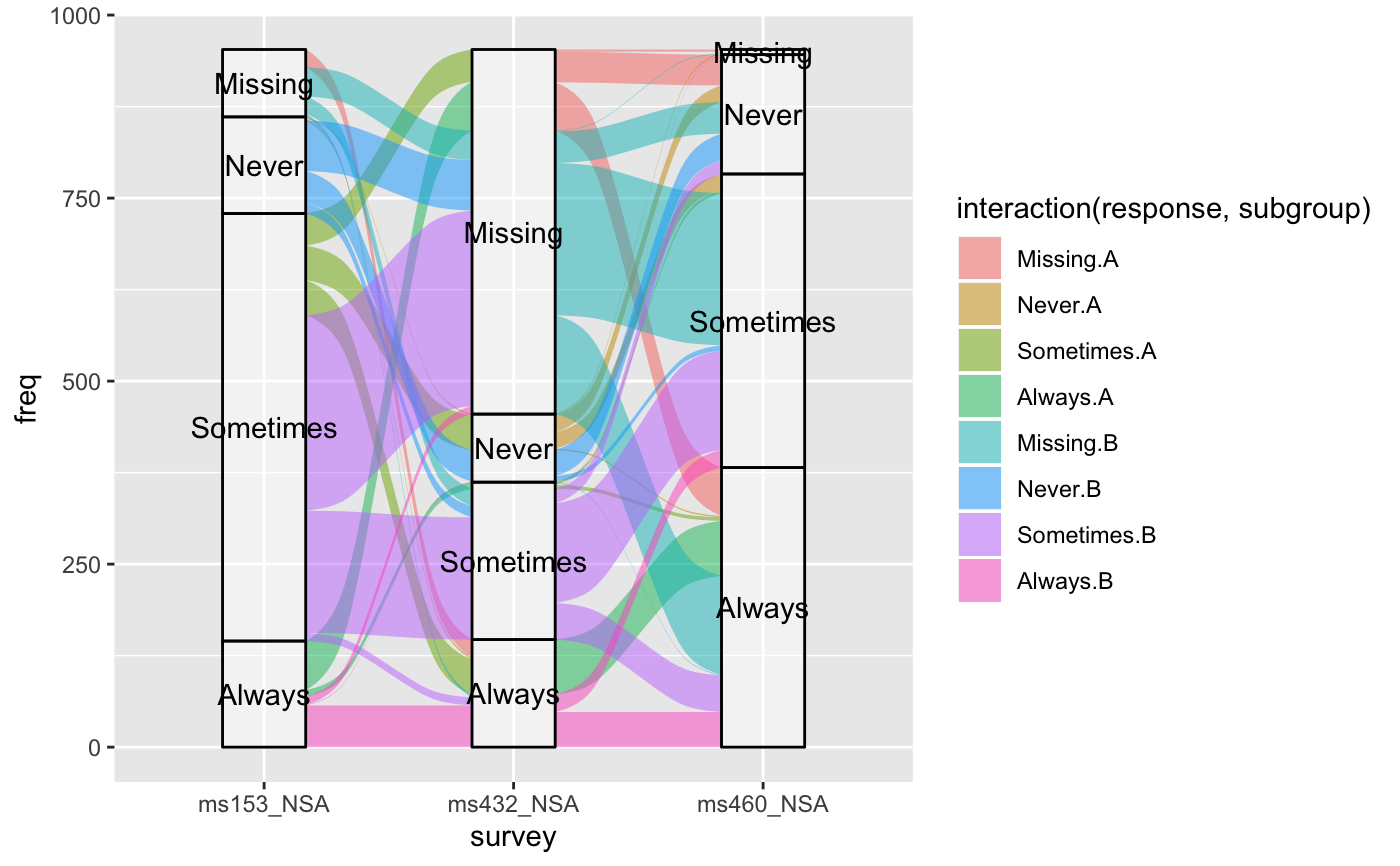 1000
750
500
250
0
freq
Missing
Never
Sometimes
Always
Missing
Never
Sometimes
Always
Missing
Never
Sometimes
Always
ms153_NSA
ms432_NSA
ms460_NSA
survey
interaction(response, subgroup)
Missing.A
Never.A
Sometimes.A
Always.A
Missing.B
Never.B
Sometimes.B
Always.B